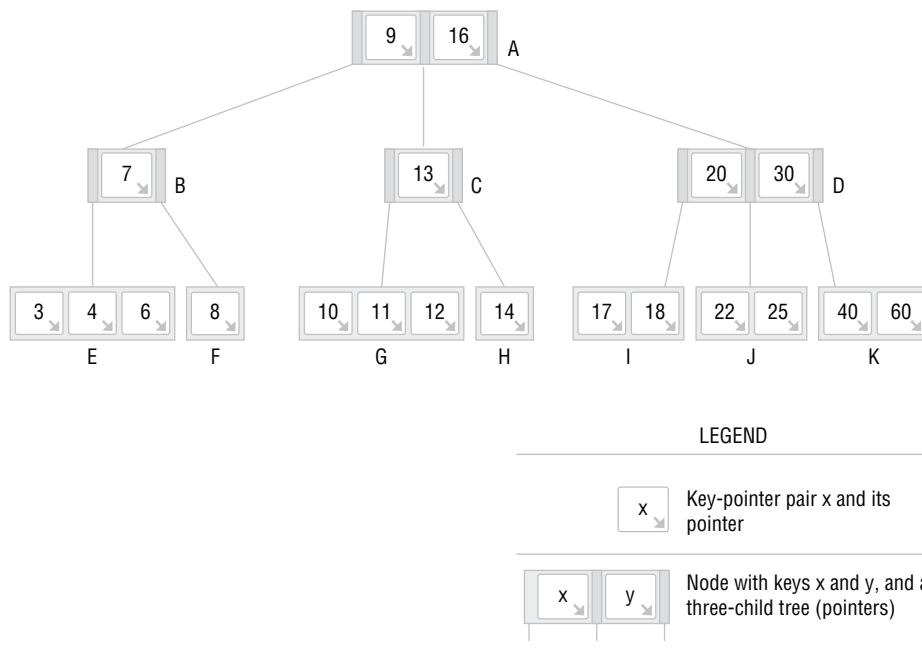 9 16 A
7 B 13 C 20 30 D
3 4 6 8 10 11 12 14 17 18 22 25 40 60
E F G H I J K
LEGEND
x Key-pointer pair x and its
pointer
x y Node with keys x and y, and a
three-child tree (pointers)